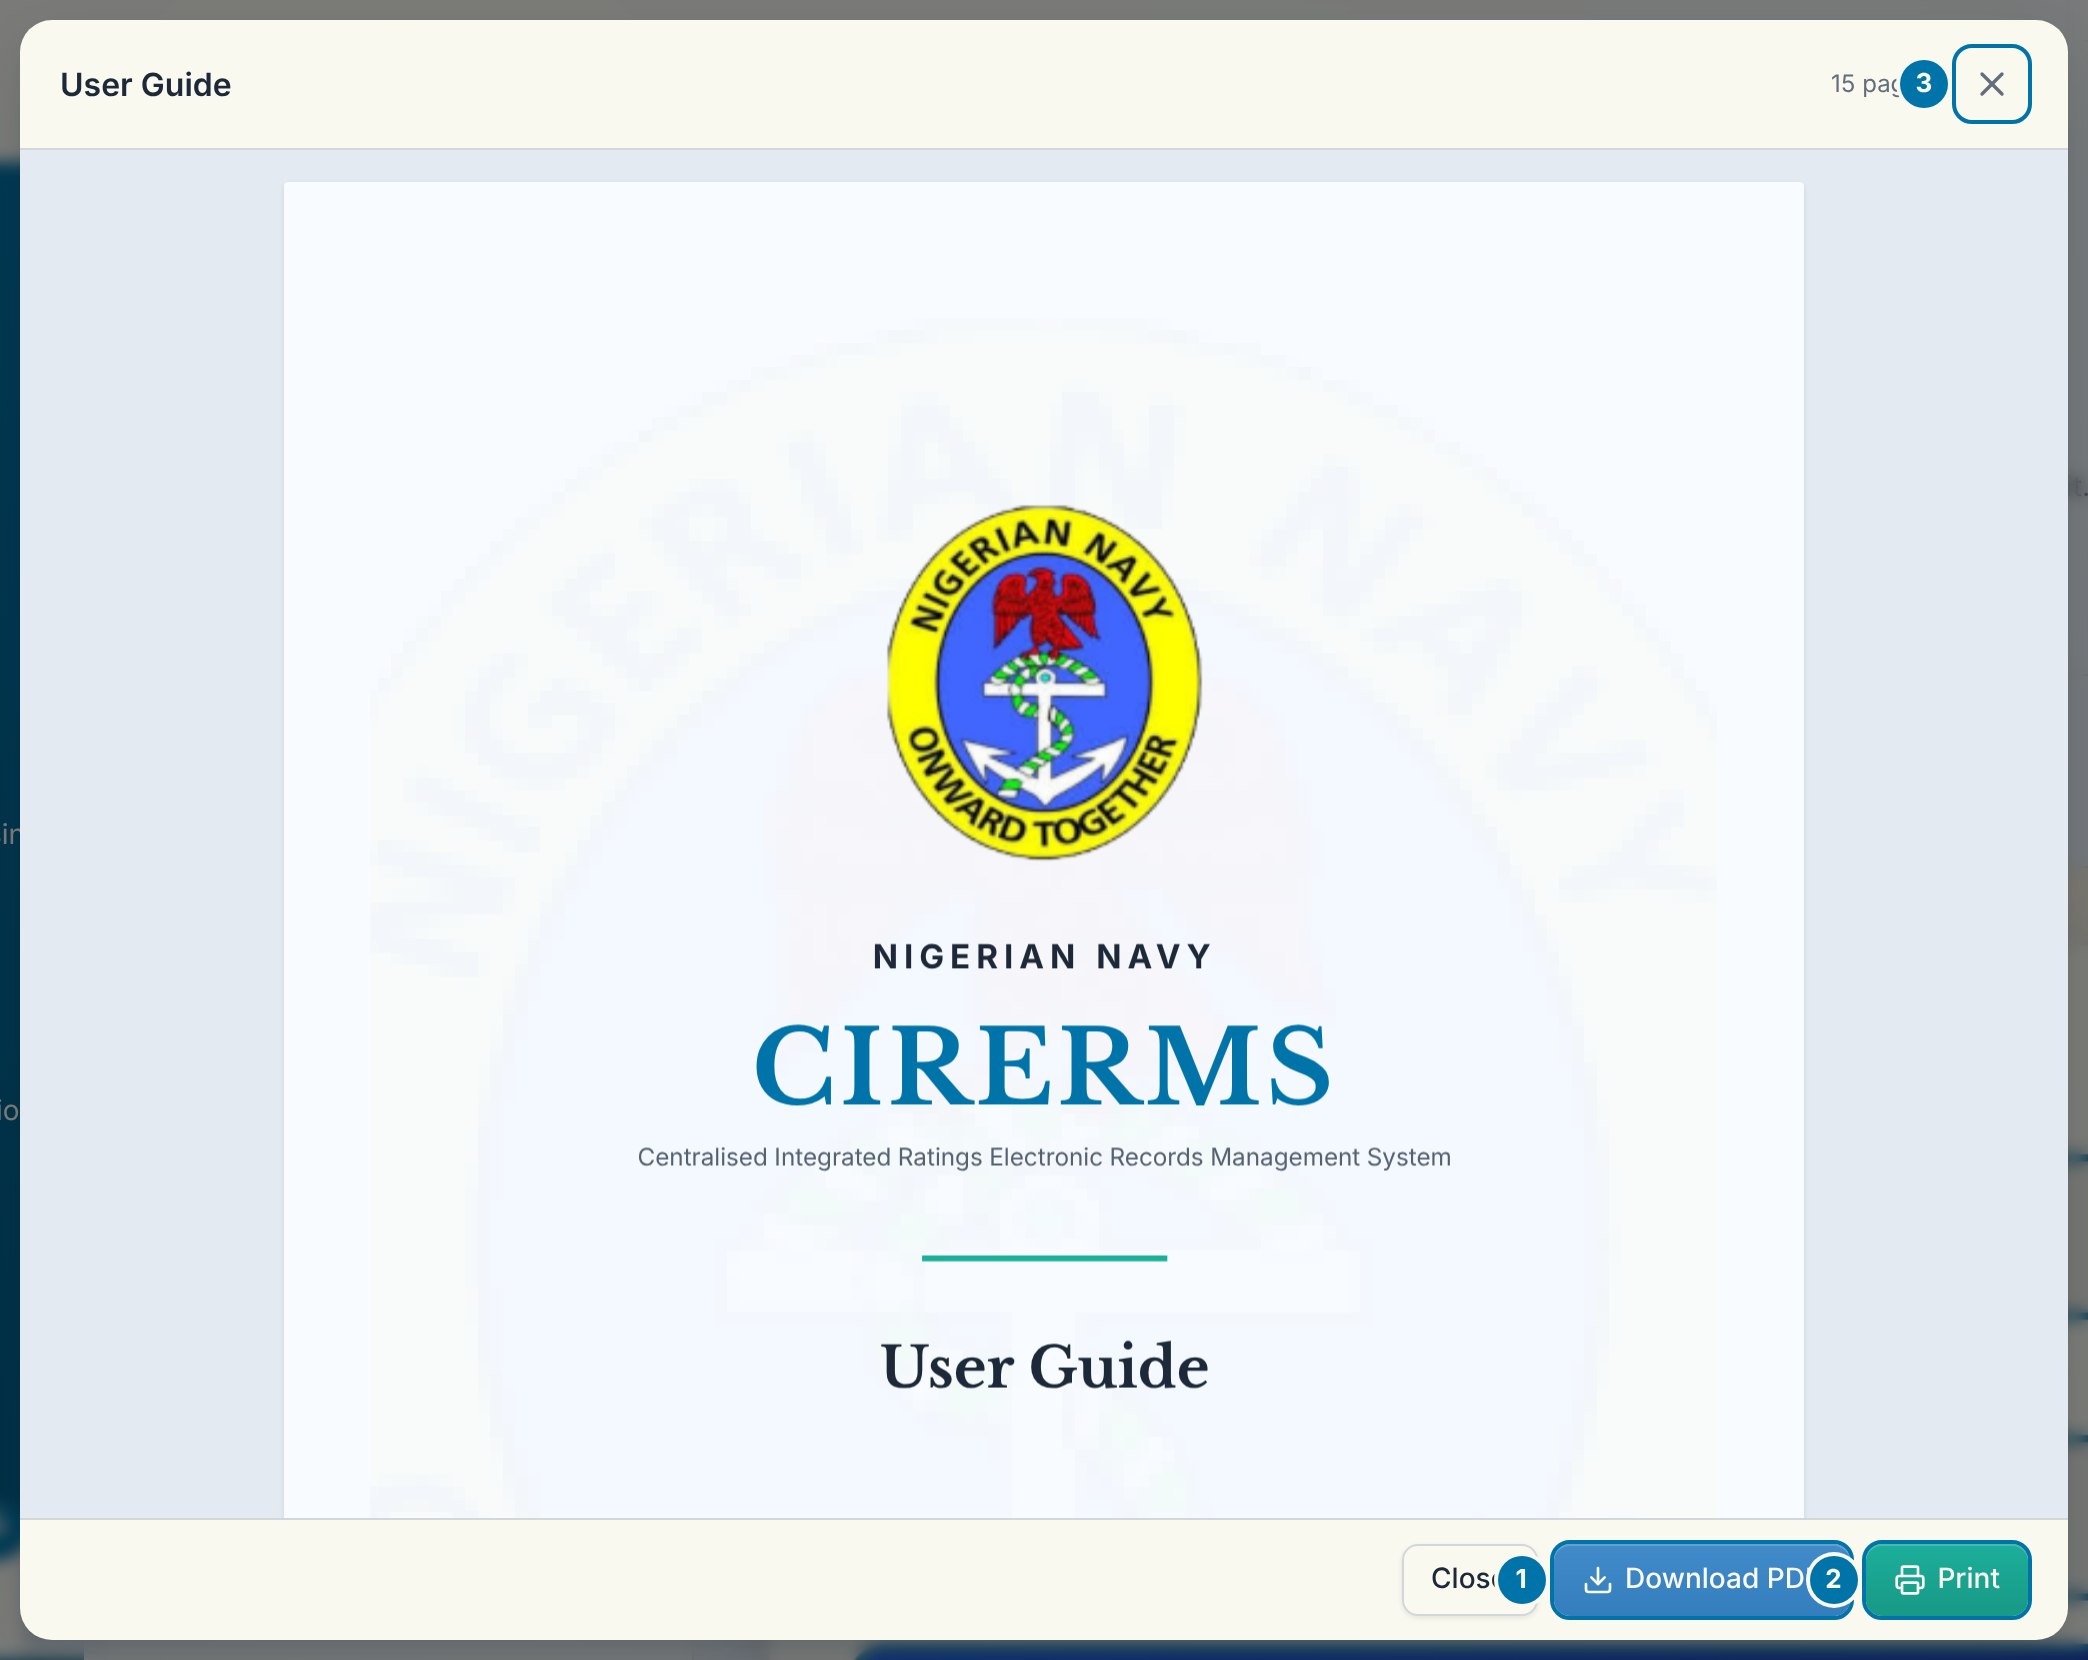 User Guide
15 pag
3
NIGERIAN NAVY
ONWARD TOGETHER
NIGERIAN NAVY
CIRERMS
Centralised Integrated Ratings Electronic Records Management System
User Guide
Clos
1
Download PD
2
Print